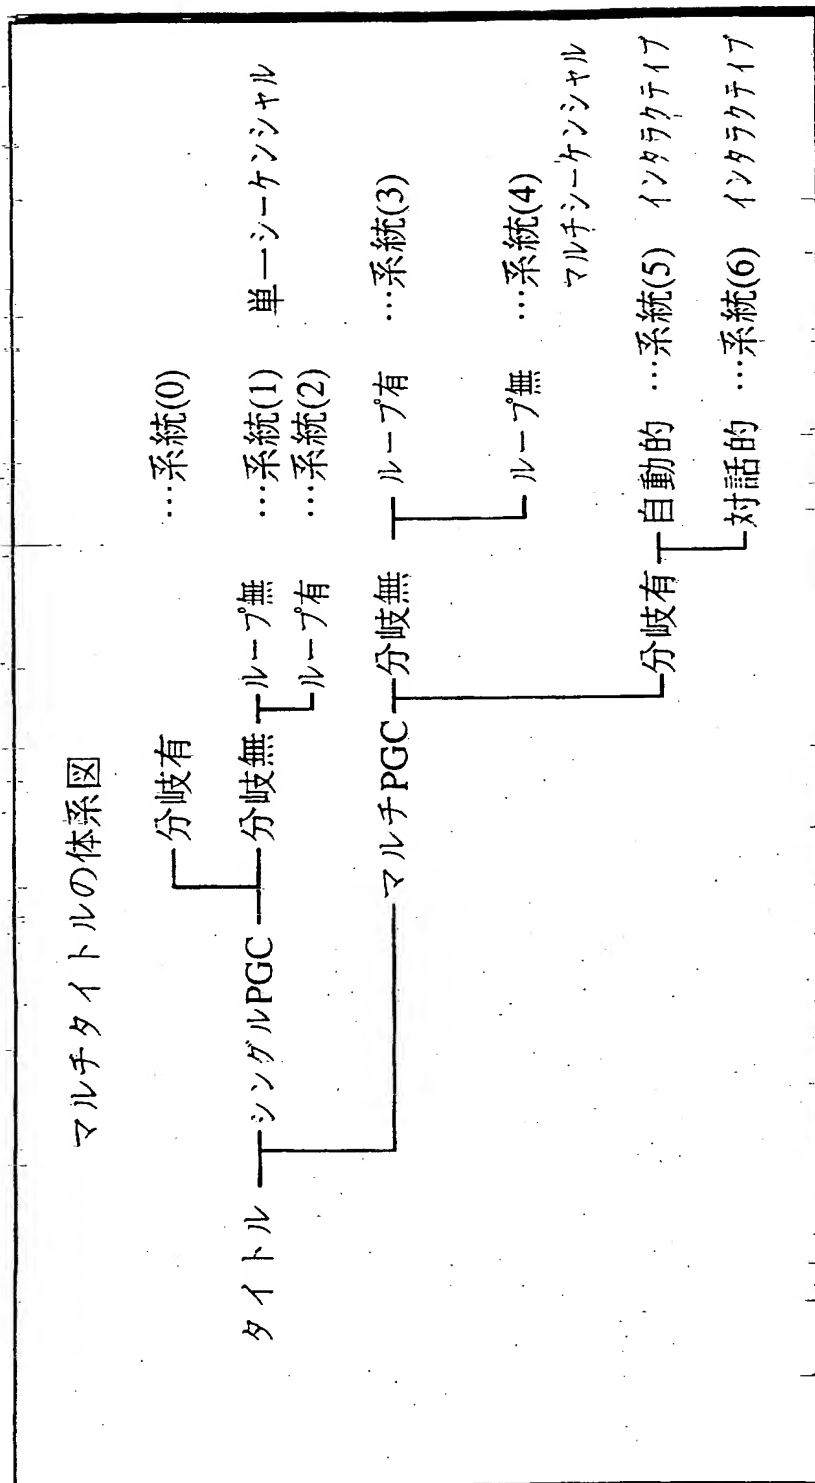 マルチタイトルの体系図
分岐有 ····系統(0)
タイトル シングルPGC 分岐無 ループ無 …系統(1) 単一シーケンシャル
ループ有 …系統(2)
マルチPGC 分岐無 ループ有 …系統(3)
ループ無 …系統(4)
マルチシーケンシャル
分岐有 自動的 …系統(5) インタラクティブ
対話的 …系統(6) インタラクティブ